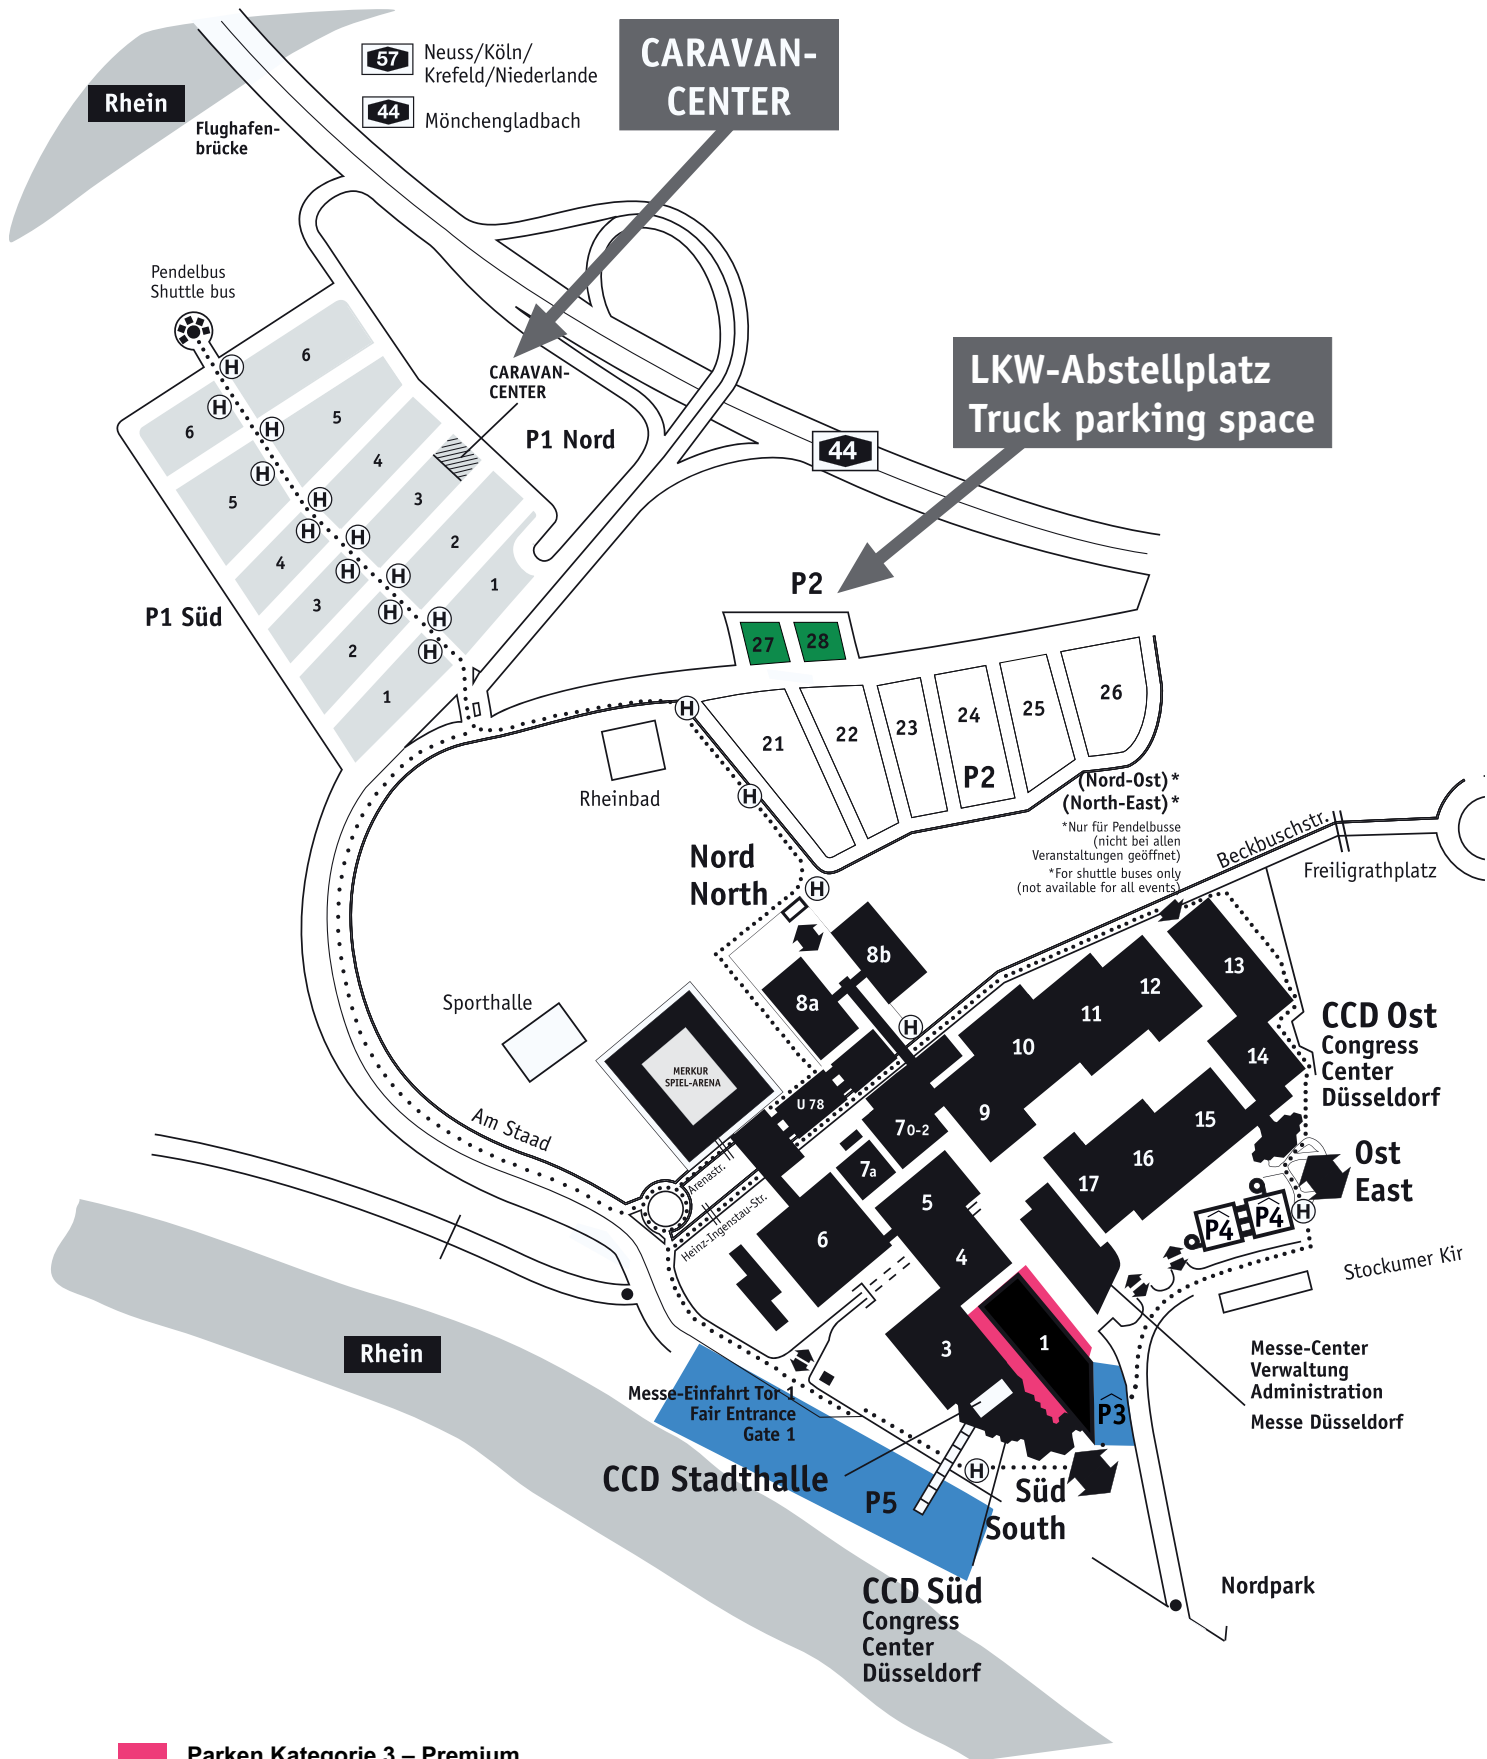 57
Neuss/Köln/
Krefeld/Niederlande
44
Mönchengladbach
CARAVAN-
CENTER
Rhein
Flughafen-
brücke
Pendelbus
Shuttle bus
CARAVAN-
CENTER
P1 Nord
44
LKW-Abstellplatz
Truck parking space
6
5
4
3
2
1
6
5
4
3
2
1
H
H
H
H
H
H
H
H
H
H
H
H
P1 Süd
P2
27
28
H
21
22
23
24
25
26
P2
Rheinbad
H
(Nord-Ost)*
(North-East)*
*Nur für Pendelbusse
(nicht bei allen
Veranstaltungen geöffnet)
*For shuttle buses only
(not available for all events)
Beckbuschstr.
Freiligrathplatz
Nord
North
H
8b
8a
H
13
12
11
10
14
9
15
16
17
CCD Ost
Congress
Center
Düsseldorf
Sporthalle
MERKUR
SPIEL-ARENA
U 78
70-2
7a
Am Staad
Arenastr.
Heinz-Ingenstau-Str.
Ost
East
H
P4
P4
5
6
4
3
1
Stockumer Kir
Rhein
Messe-Einfahrt Tor 1
Fair Entrance
Gate 1
P3
Messe-Center
Verwaltung
Administration
Messe Düsseldorf
CCD Stadthalle
H
P5
Süd
South
CCD Süd
Congress
Center
Düsseldorf
Nordpark
Parken Kategorie 3 – Premium